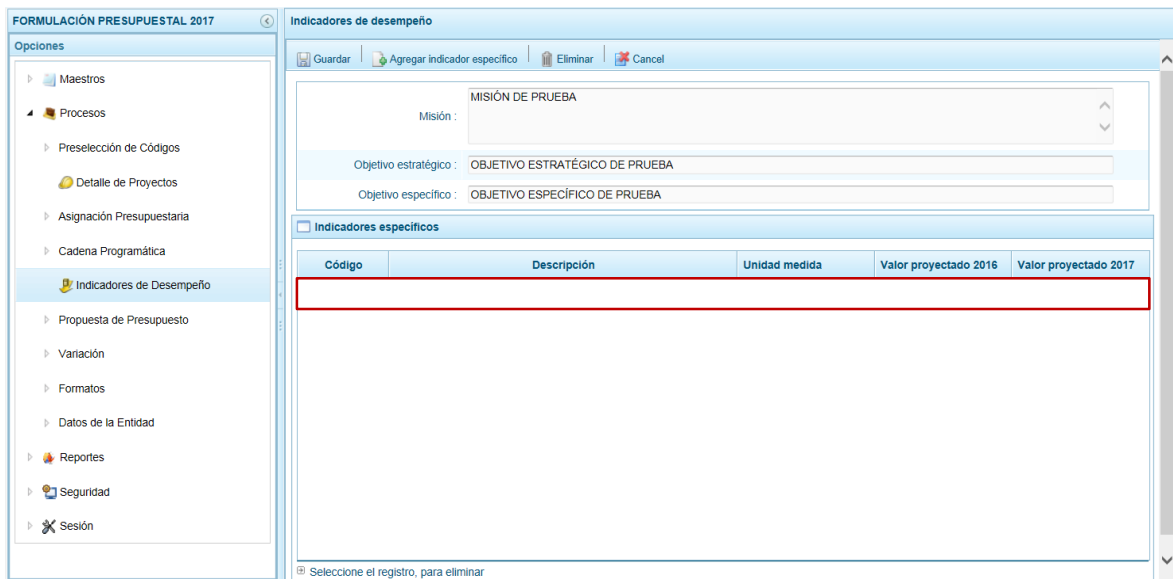 FORMULACIÓN PRESUPUESTAL 2017
Opciones
Maestros
Procesos
Preselección de Códigos
Detalle de Proyectos
Asignación Presupuestaria
Cadena Programática
Indicadores de Desempeño
Propuesta de Presupuesto
Variación
Formatos
Datos de la Entidad
Reportes
Seguridad
Sesión
Indicadores de desempeño
Guardar Agregar indicador específico Eliminar Cancel
Misión : MISIÓN DE PRUEBA
Objetivo estratégico : OBJETIVO ESTRATÉGICO DE PRUEBA
Objetivo específico : OBJETIVO ESPECÍFICO DE PRUEBA
Indicadores específicos
Código Descripción Unidad medida Valor proyectado 2016 Valor proyectado 2017
Seleccione el registro, para eliminar